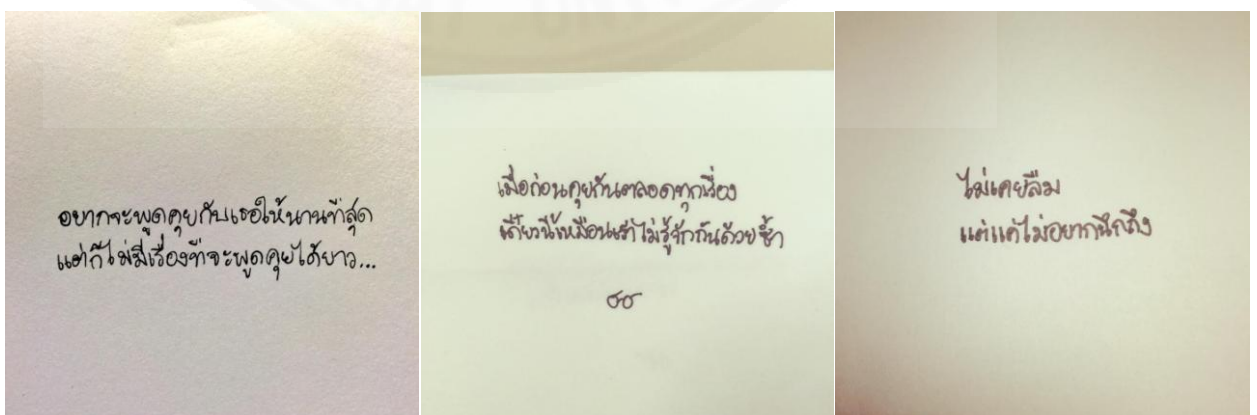 อยากจะพูดคุยกับเธอให้นานที่สุด
แต่ก็ไม่มีเรื่องที่จะพูดคุยได้ยาว...
เมื่อก่อนคุยกันตลอดทุกเรื่อง
เดี๋ยวนี้เหมือนเราไม่รู้จักกันด้วยซ้ำ
ไม่เคยลืม
แต่แค่ไม่อยากนึกถึง